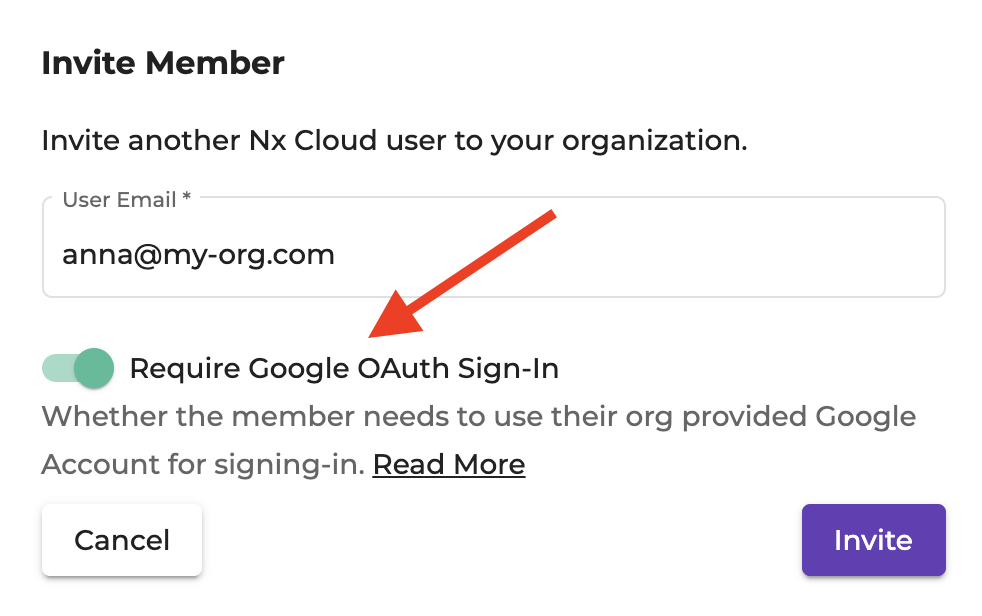 Invite Member
Invite another Nx Cloud user to your organization.
User Email *
anna@my-org.com
Require Google OAuth Sign-In
Whether the member needs to use their org provided Google
Account for signing-in. Read More
Cancel
Invite